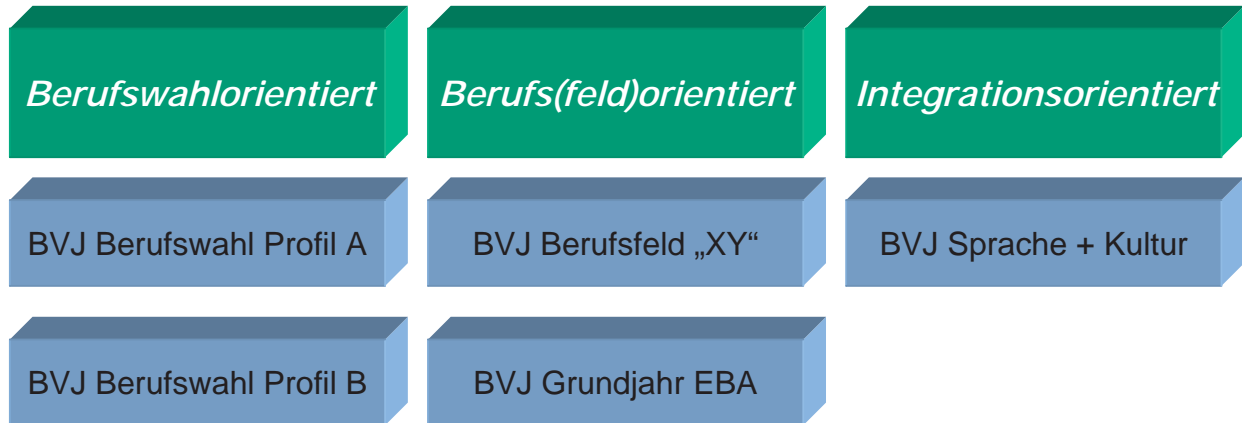 Berufswahlorientiert
Berufs(feld)orientiert
Integrationsorientiert
BVJ Berufswahl Profil A
BVJ Berufsfeld „XY“
BVJ Sprache + Kultur
BVJ Berufswahl Profil B
BVJ Grundjahr EBA